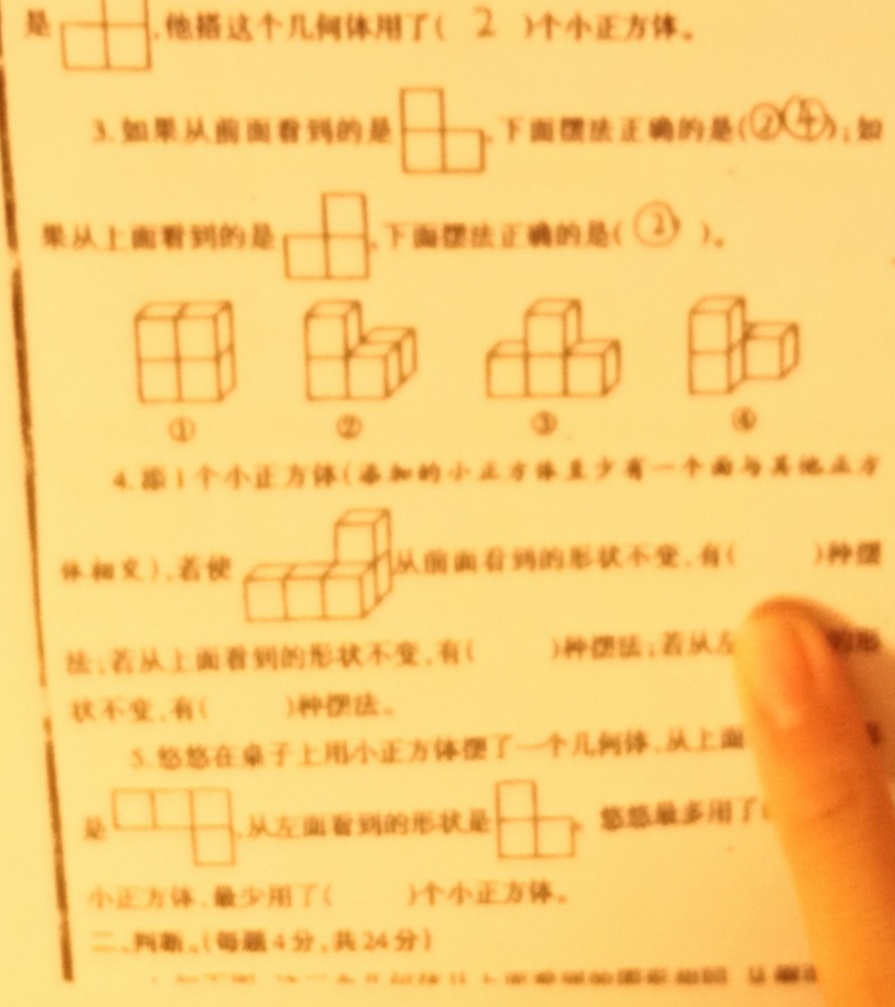 是 ,他搭这个几何体用了( 2 )个小正方体。
3.如果从前面看到的是 ,下面摆法正确的是(②④);如
果从上面看到的是 ,下面摆法正确的是( ② )。
① ② ③ ④
4.添1个小正方体(添加的小正方体至少有一个面与其他正方
体相交),若使 从前面看到的形状不变,有( )种摆
法;若从上面看到的形状不变,有( )种摆法;若从左 的形
状不变,有( )种摆法。
5.悠悠在桌子上用小正方体摆了一个几何体,从上面
是 ,从左面看到的形状是 。悠悠最多用了(
小正方体,最少用了( )个小正方体。
二、判断。(每题4分,共24分)